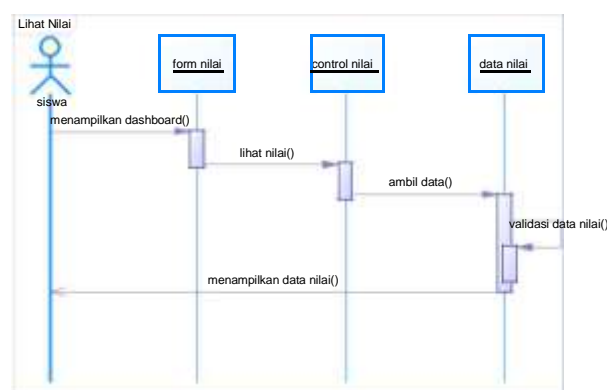 Lihat Nilai
form nilai
control nilai
data nilai
siswa
menampilkan dashboard()
lihat nilai()
ambil data()
validasi data nilai()
menampilkan data nilai()